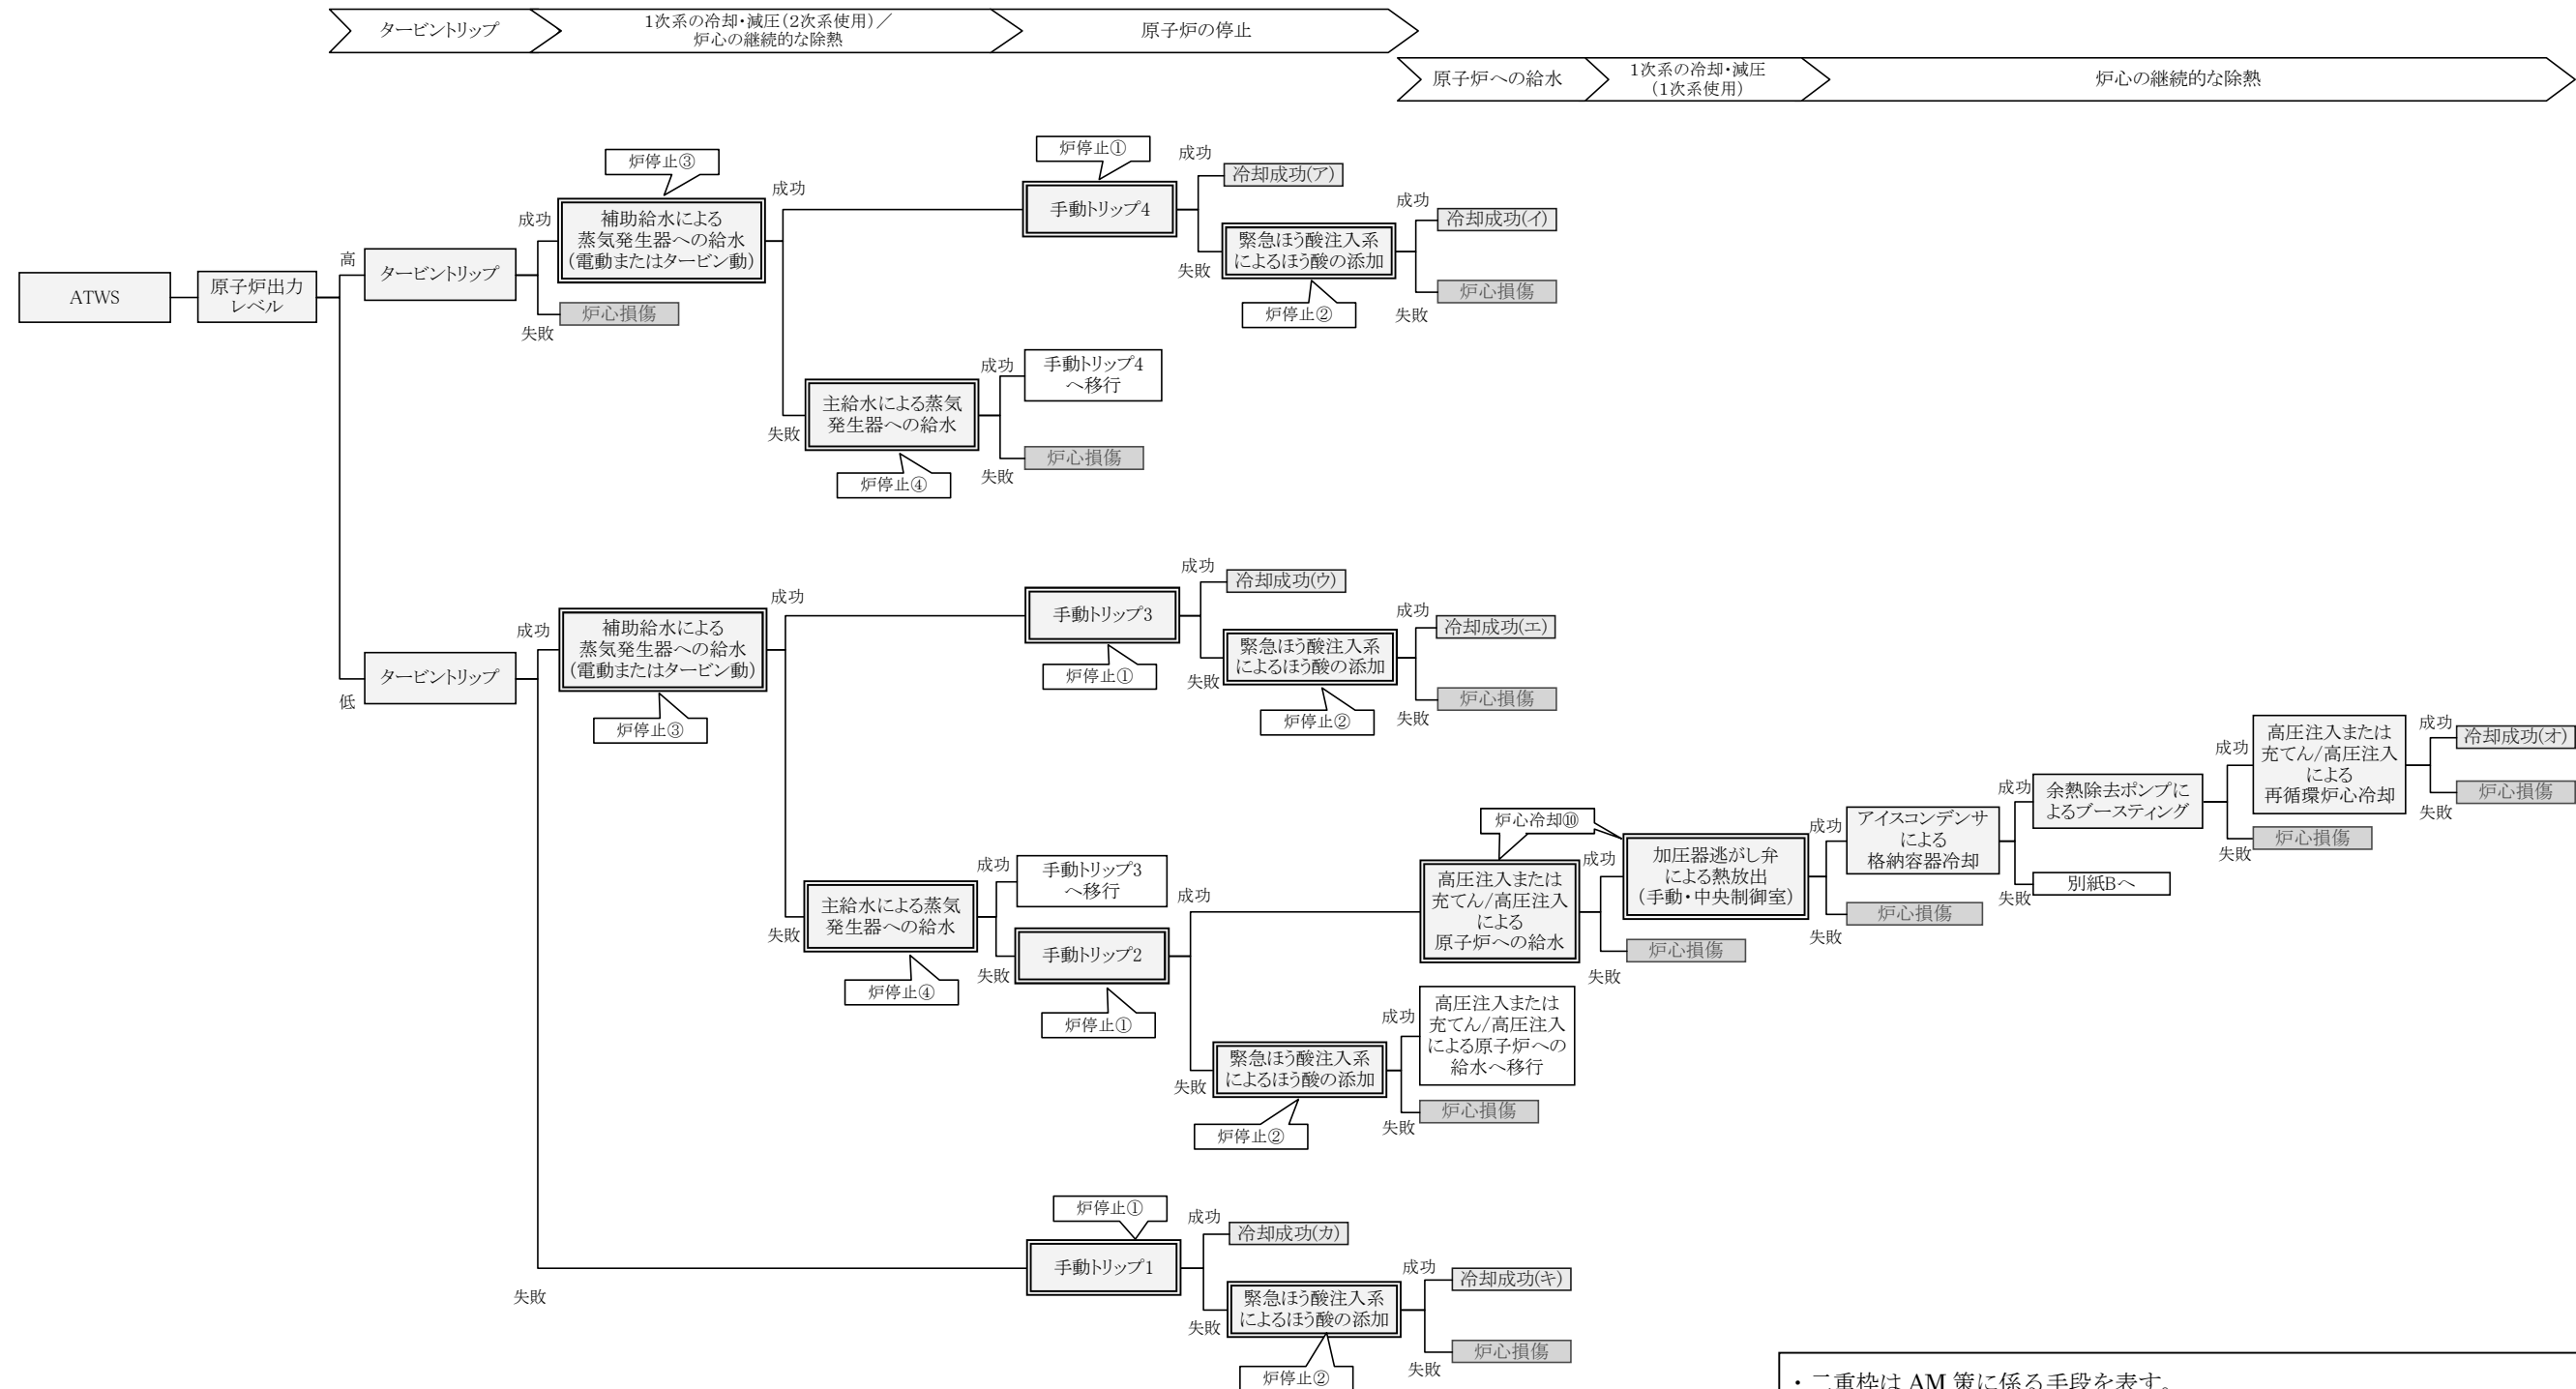 タービントリップ
1次系の冷却・減圧（2次系使用）／
炉心の継続的な除熱
原子炉の停止
原子炉への給水
1次系の冷却・減圧
（1次系使用）
炉心の継続的な除熱
ATWS
原子炉出力
レベル
高
タービントリップ
成功
失敗
炉心損傷
炉停止③
補助給水による
蒸気発生器への給水
（電動またはタービン動）
成功
失敗
炉停止①
手動トリップ4
成功
冷却成功(ア)
失敗
緊急ほう酸注入系
によるほう酸の添加
炉停止②
成功
冷却成功(イ)
炉心損傷
失敗
主給水による蒸気
発生器への給水
炉停止④
成功
手動トリップ4
へ移行
炉心損傷
失敗
低
タービントリップ
成功
失敗
補助給水による
蒸気発生器への給水
（電動またはタービン動）
炉停止③
成功
失敗
手動トリップ3
炉停止①
成功
冷却成功(ウ)
失敗
緊急ほう酸注入系
によるほう酸の添加
炉停止②
成功
冷却成功(エ)
炉心損傷
失敗
主給水による蒸気
発生器への給水
炉停止④
成功
手動トリップ3
へ移行
失敗
手動トリップ2
炉停止①
成功
失敗
炉心冷却⑩
高圧注入または
充てん/高圧注入
による
原子炉への給水
成功
炉心損傷
失敗
加圧器逃がし弁
による熱放出
（手動・中央制御室）
成功
炉心損傷
失敗
アイスコンデンサ
による
格納容器冷却
成功
別紙Bへ
失敗
余熱除去ポンプに
よるブースティング
成功
炉心損傷
失敗
高圧注入または
充てん/高圧注入
による
再循環炉心冷却
成功
冷却成功(オ)
炉心損傷
失敗
緊急ほう酸注入系
によるほう酸の添加
炉停止②
成功
高圧注入または
充てん/高圧注入
による原子炉への
給水へ移行
炉心損傷
失敗
炉停止①
手動トリップ1
成功
冷却成功(カ)
失敗
緊急ほう酸注入系
によるほう酸の添加
炉停止②
成功
冷却成功(キ)
炉心損傷
失敗
・二重枠は AM 策に係る手段を表す。